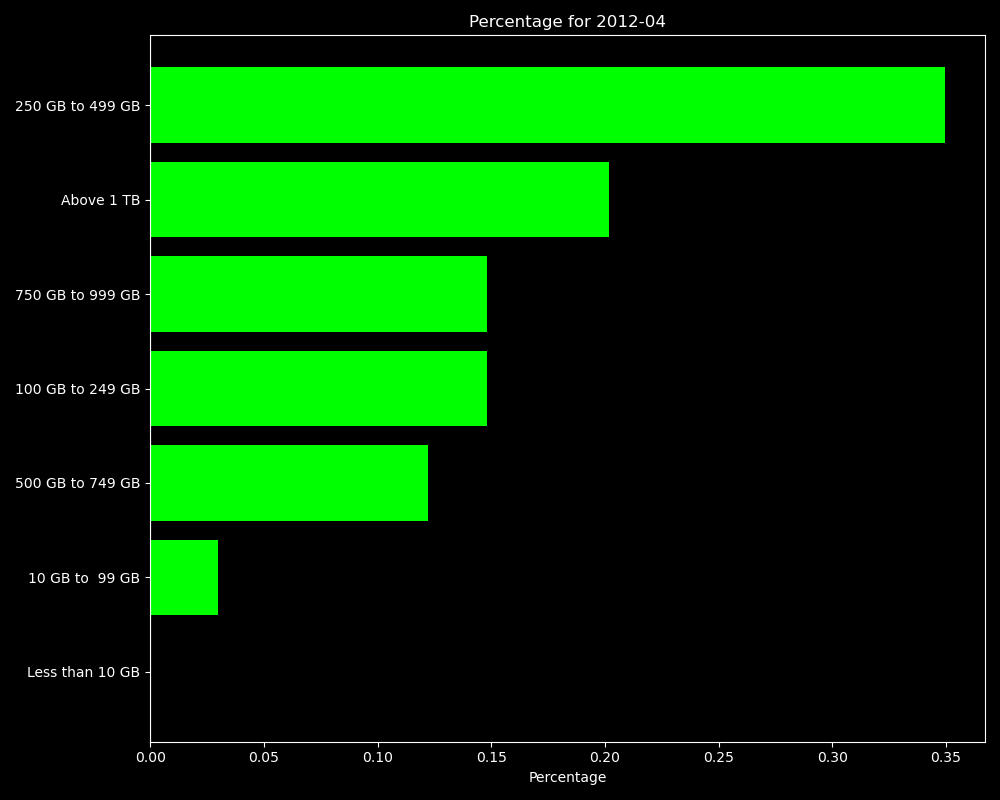 Percentage for 2012-04
250 GB to 499 GB
Above 1 TB
750 GB to 999 GB
100 GB to 249 GB
500 GB to 749 GB
10 GB to  99 GB
Less than 10 GB
0.00 0.05 0.10 0.15 0.20 0.25 0.30 0.35
Percentage